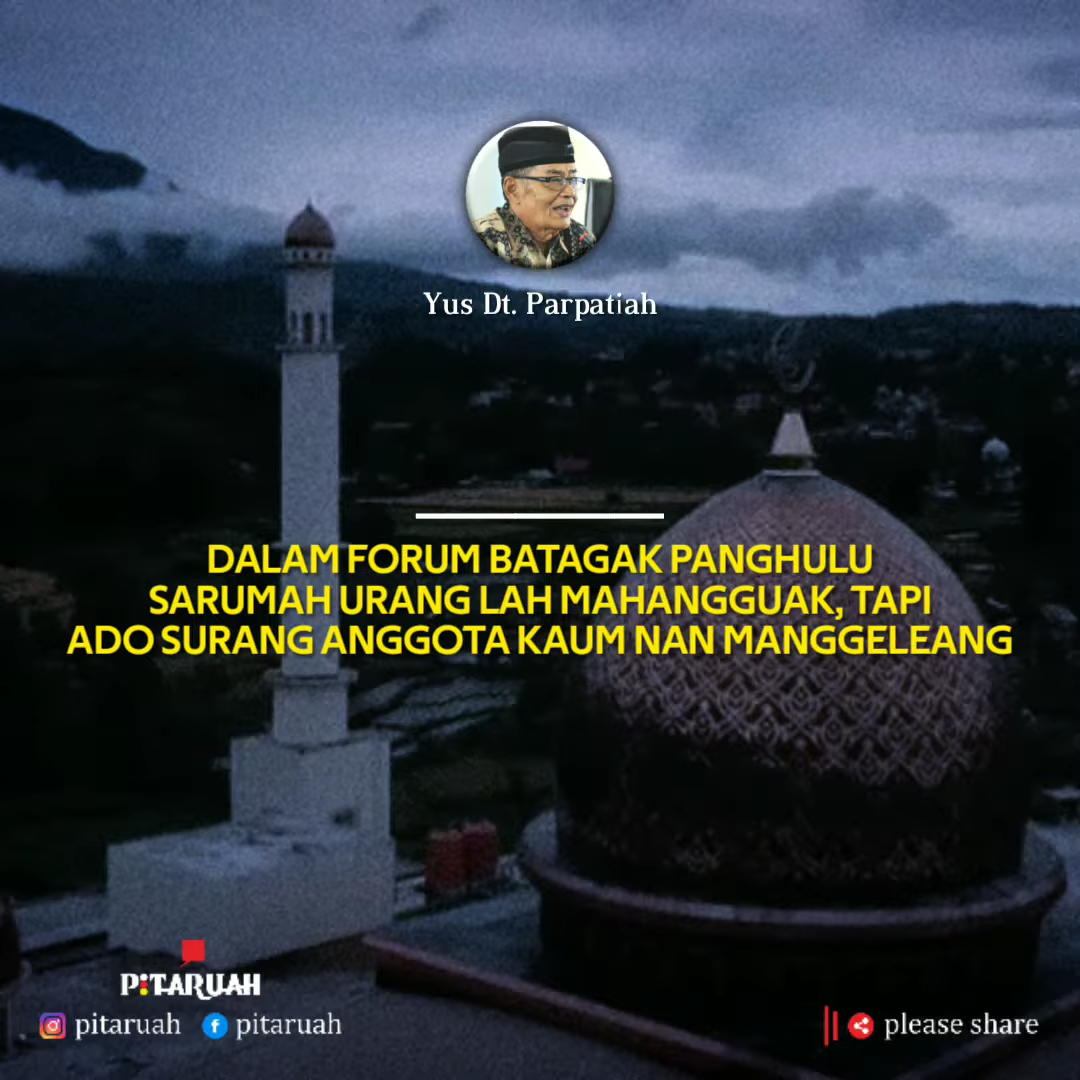 Yus Dt. Parpatiah
DALAM FORUM BATAGAK PANGHULU
SARUMAH URANG LAH MAHANGGUAK, TAPI
ADO SURANG ANGGOTA KAUM NAN MANGGELEANG
PITARUAH
pitaruah pitaruah
please share